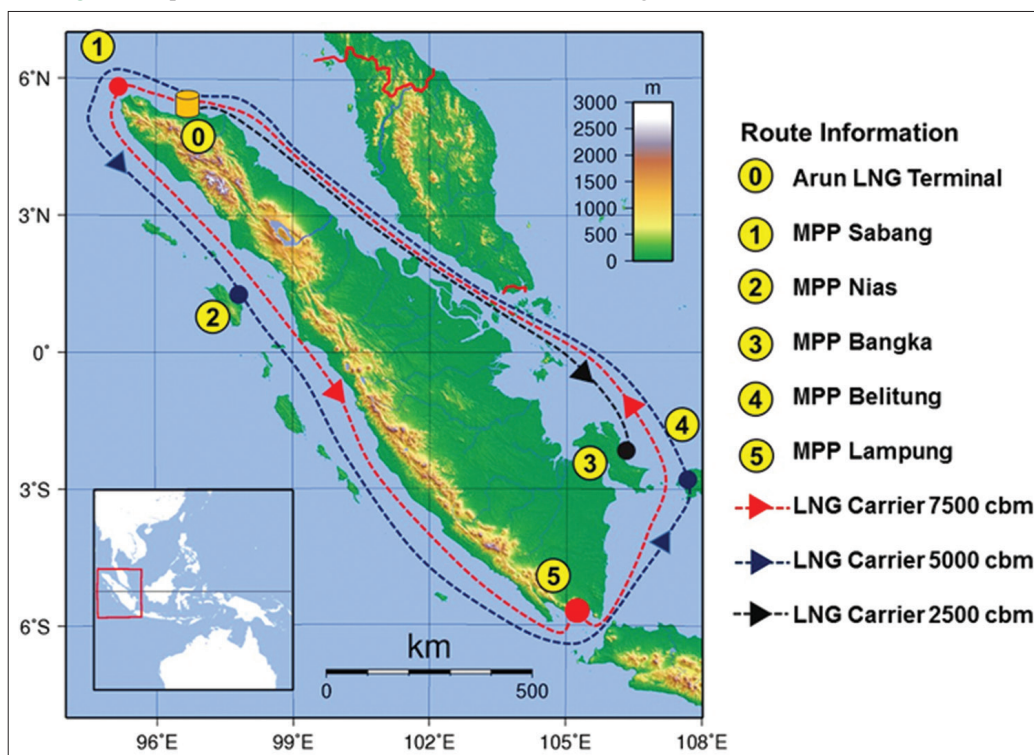 1
6°N
3°N
0°
3°S
6°S
0
2
3
4
5
m
3000
2500
2000
1500
1000
500
0
km
0
500
96°E
99°E
102°E
105°E
108°E
Route Information
0 Arun LNG Terminal
1 MPP Sabang
2 MPP Nias
3 MPP Bangka
4 MPP Belitung
5 MPP Lampung
LNG Carrier 7500 cbm
LNG Carrier 5000 cbm
LNG Carrier 2500 cbm